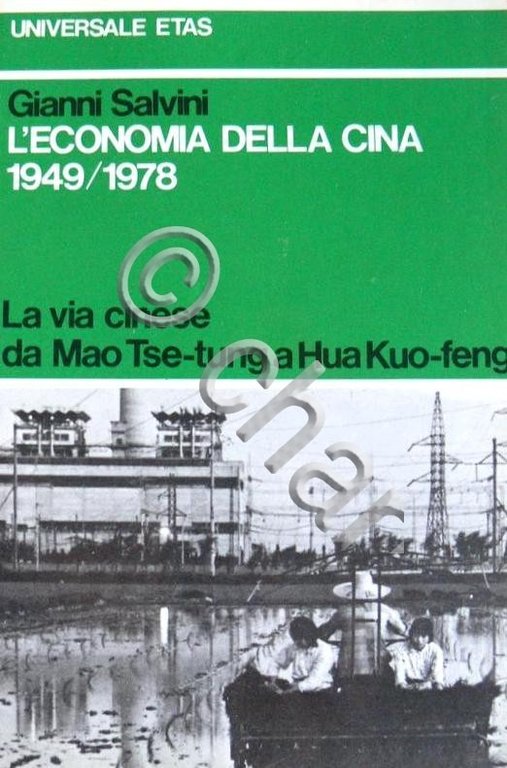 UNIVERSALE ETAS
Gianni Salvini
L'ECONOMIA DELLA CINA
1949/1978
La via cinese
da Mao Tse-tung a Hua Kuo-feng
© char.